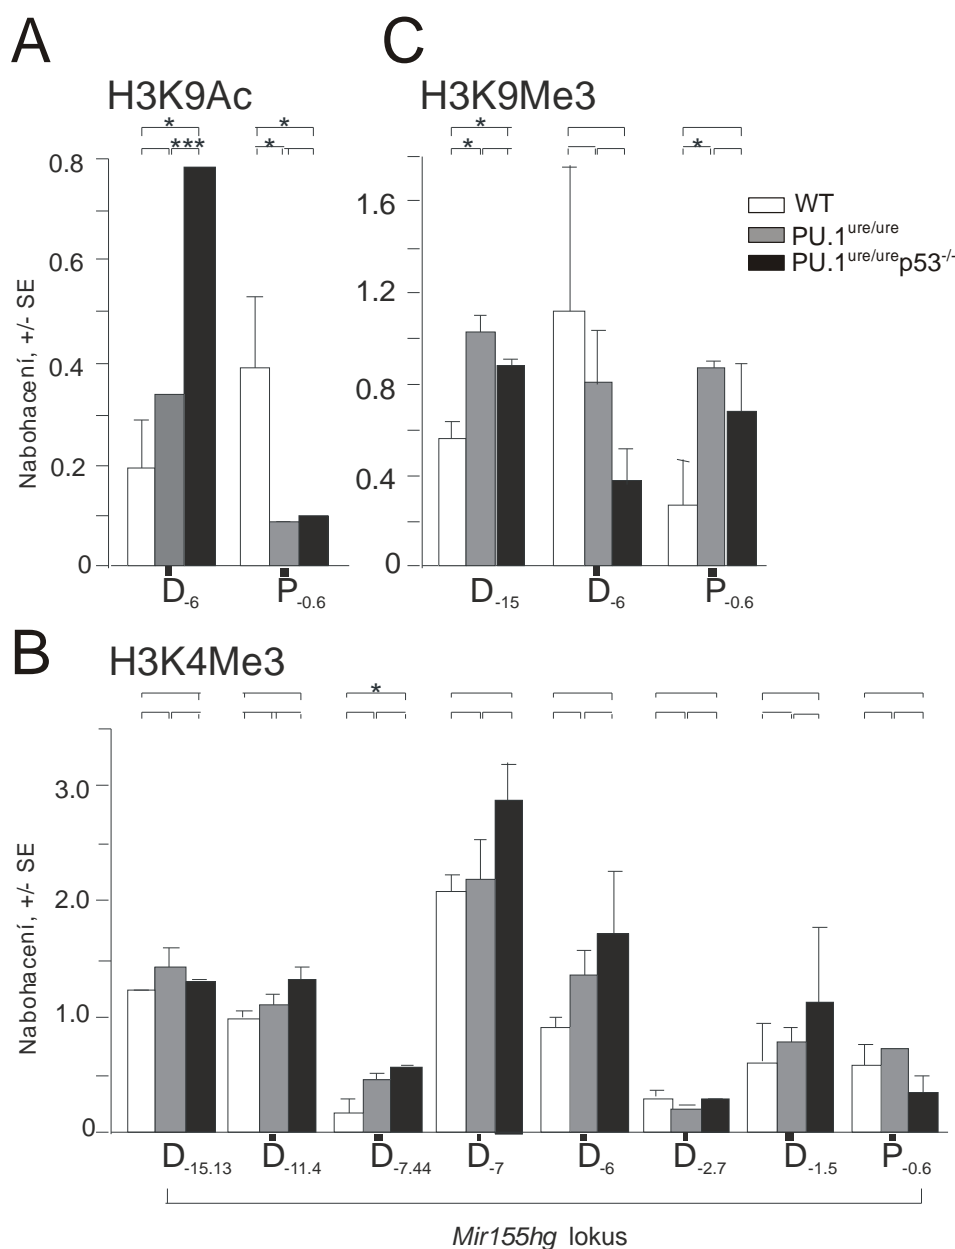 A
H3K9Ac
* *
*** *
Nabohacení, +/- SE
0.8
0.6
0.4
0.2
0
D-6 P-0.6
C
H3K9Me3
*
* *
1.6
1.2
0.8
0.4
0
D-15 D-6 P-0.6
WT
PU.1ure/ure
PU.1ure/urep53-/-
B
H3K4Me3
*
Nabohacení, +/- SE
3.0
2.0
1.0
0
D-15.13 D-11.4 D-7.44 D-7 D-6 D-2.7 D-1.5 P-0.6
Mir155hg lokus